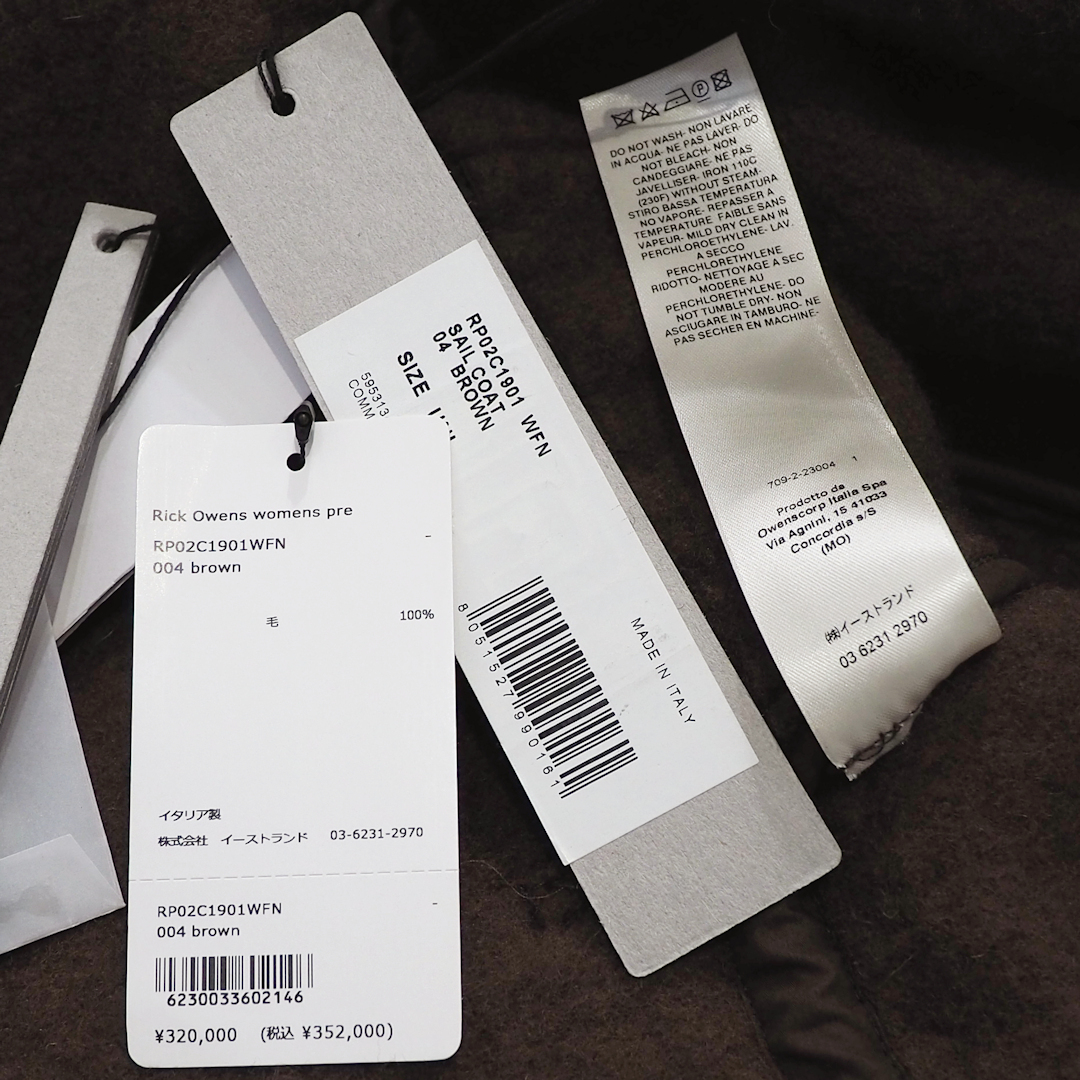 Rick Owens womens pre
RP02C1901WFN -
004 brown
毛 100%
イタリア製
株式会社 イーストランド 03-6231-2970
RP02C1901WFN -
004 brown
6230033602146
¥320,000 (税込 ¥352,000)
RP02C1901 WFN
SAIL COAT
04 BROWN
SIZE
595313
COMM
8051527990161
MADE IN ITALY
P
DO NOT WASH- NON LAVARE
IN ACQUA- NE PAS LAVER- DO
NOT BLEACH- NON
CANDEGGIARE- NE PAS
JAVELLISER- IRON 110C
(230F) WITHOUT STEAM-
STIRO BASSA TEMPERATURA
NO VAPORE- REPASSER A
TEMPERATURE FAIBLE SANS
VAPEUR- MILD DRY CLEAN IN
PERCHLOROETHYLENE- LAV.
A SECCO
PERCHLORETHYLENE
RIDOTTO- NETTOYAGE A SEC
MODERE AU
PERCHLORETHYLENE- DO
NOT TUMBLE DRY- NON
ASCIUGARE IN TAMBURO- NE
PAS SECHER EN MACHINE-
709-2-23004 1
Prodotto da
Owenscorp Italia Spa
Via Agnini, 15 41033
Concordia s/S
(MO)
(株)イーストランド
03 6231 2970